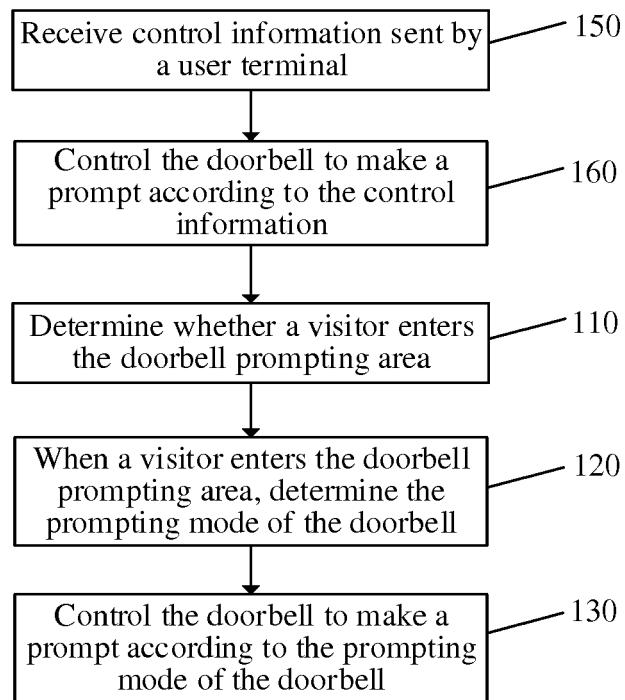 Receive control information sent by
a user terminal
150
Control the doorbell to make a
prompt according to the control
information
160
Determine whether a visitor enters
the doorbell prompting area
110
When a visitor enters the doorbell
prompting area, determine the
prompting mode of the doorbell
120
Control the doorbell to make a
prompt according to the prompting
mode of the doorbell
130